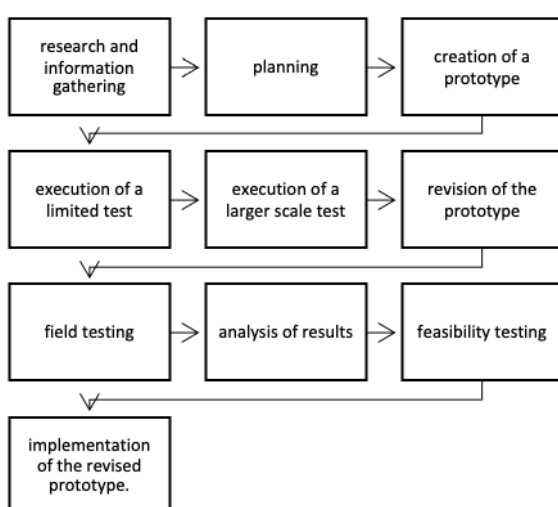 research and
information
gathering
planning
creation of a
prototype
execution of a
limited test
execution of a
larger scale test
revision of the
prototype
field testing
analysis of results
feasibility testing
implementation
of the revised
prototype.